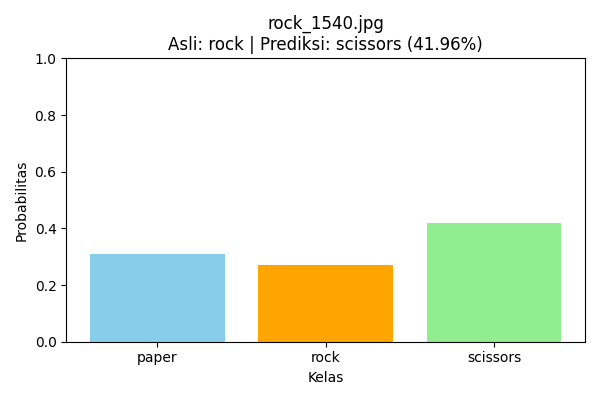 rock_1540.jpg
Asli: rock | Prediksi: scissors (41.96%)
1.0
0.8
0.6
0.4
0.2
0.0
Probabilitas
paper
rock
scissors
Kelas